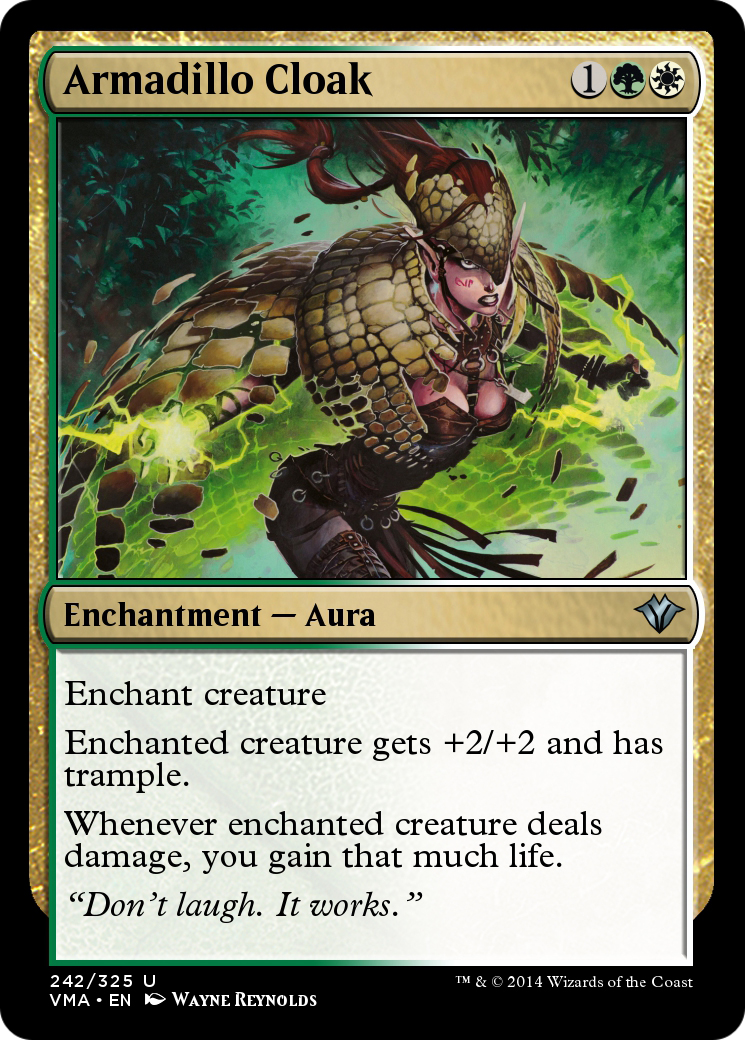 Armadillo Cloak 1
Enchantment — Aura
Enchant creature
Enchanted creature gets +2/+2 and has
trample.
Whenever enchanted creature deals
damage, you gain that much life.
“Don’t laugh. It works.”
242/325 U
VMA • EN WAYNE REYNOLDS
™ & © 2014 Wizards of the Coast